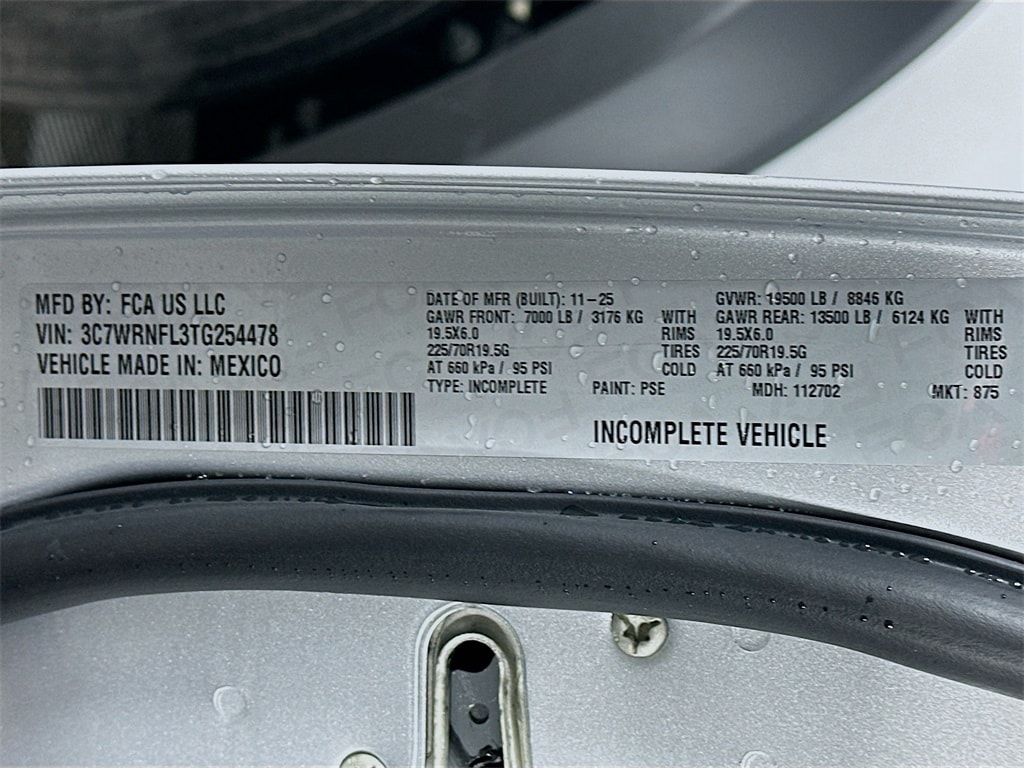 MFD BY: FCA US LLC
VIN: 3C7WRNFL3TG254478
VEHICLE MADE IN: MEXICO
DATE OF MFR (BUILT): 11-25
GVWR: 19500 LB / 8846 KG
GAWR FRONT: 7000 LB / 3176 KG WITH
19.5X6.0 RIMS
225/70R19.5G TIRES
AT 660 kPa / 95 PSI COLD
GAWR REAR: 13500 LB / 6124 KG WITH
19.5X6.0 RIMS
225/70R19.5G TIRES
AT 660 kPa / 95 PSI COLD
TYPE: INCOMPLETE PAINT: PSE MDH: 112702 MKT: 875
INCOMPLETE VEHICLE